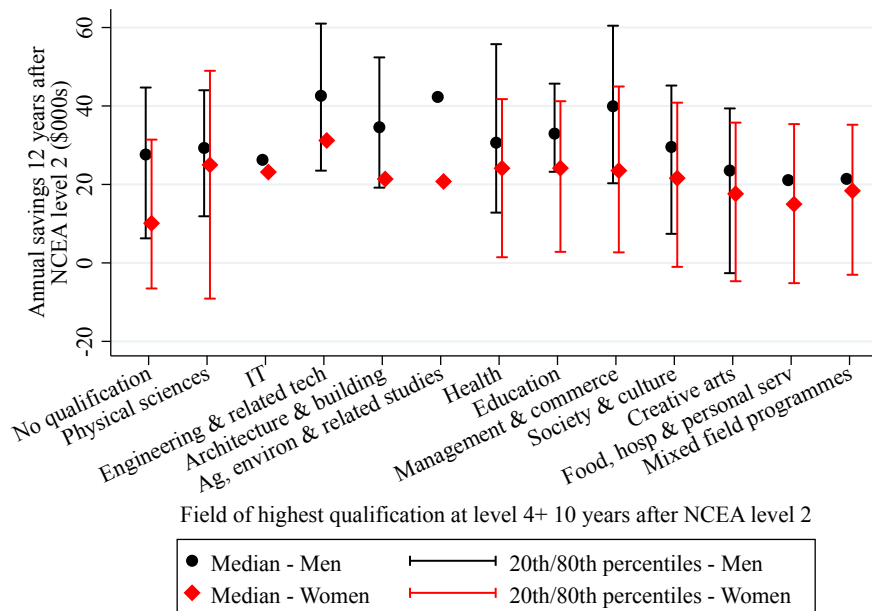 Annual savings 12 years after
NCEA level 2 ($000s)
60
40
20
0
-20
No qualification
Physical sciences
IT
Engineering & related tech
Architecture & building
Ag, environ & related studies
Health
Education
Management & commerce
Society & culture
Creative arts
Food, hosp & personal serv
Mixed field programmes
Field of highest qualification at level 4+ 10 years after NCEA level 2
Median - Men 20th/80th percentiles - Men
Median - Women 20th/80th percentiles - Women